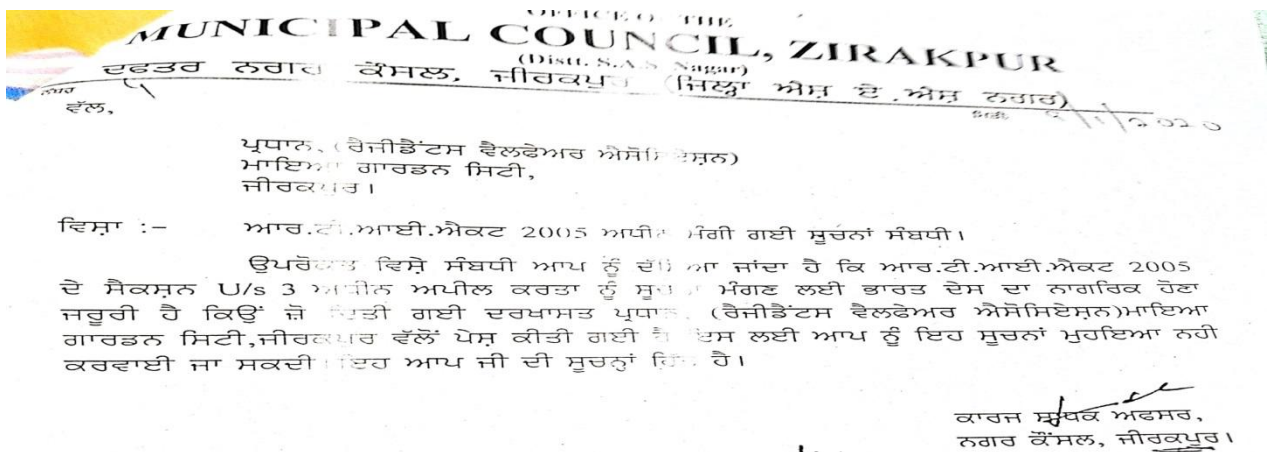 OFFICE O THE
MUNICIPAL COUNCIL, ZIRAKPUR
(Distt. S.A.S Nagar)
ਦਫਤਰ ਨਗਰ ਕੌਂਸਲ, ਜੀਰਕਪੁਰ (ਜਿਲ੍ਹਾ ਐਸ਼ ਏ.ਐਸ਼ ਨਗਰ)
ਨੰਬਰ ਮਿਤੀ 9/1/2020
ਵੱਲ,
ਪ੍ਰਧਾਨ, (ਰੈਜੀਡੈਂਟਸ ਵੈਲਫੇਅਰ ਐਸੋਸਿਏਸ਼ਨ)
ਮਾਇਆ ਗਾਰਡਨ ਸਿਟੀ,
ਜੀਰਕਪੁਰ।
ਵਿਸ਼ਾ :- ਆਰ.ਟੀ.ਆਈ.ਐਕਟ 2005 ਅਧੀਨ ਮੰਗੀ ਗਈ ਸੂਚਨਾਂ ਸੰਬਧੀ।
ਉਪਰੋਕਤ ਵਿਸ਼ੇ ਸੰਬਧੀ ਆਪ ਨੂੰ ਦੱਸਿਆ ਜਾਂਦਾ ਹੈ ਕਿ ਆਰ.ਟੀ.ਆਈ.ਐਕਟ 2005
ਦੇ ਸੈਕਸ਼ਨ U/s 3 ਅਧੀਨ ਅਪੀਲ ਕਰਤਾ ਨੂੰ ਸੂਚਨਾ ਮੰਗਣ ਲਈ ਭਾਰਤ ਦੇਸ ਦਾ ਨਾਗਰਿਕ ਹੋਣਾ
ਜਰੂਰੀ ਹੈ ਕਿਉਂ ਜੋ ਦਿਤੀ ਗਈ ਦਰਖਾਸਤ ਪ੍ਰਧਾਨ, (ਰੈਜੀਡੈਂਟਸ ਵੈਲਫੇਅਰ ਐਸੋਸਿਏਸ਼ਨ)ਮਾਇਆ
ਗਾਰਡਨ ਸਿਟੀ,ਜੀਰਕਪੁਰ ਵੱਲੋਂ ਪੇਸ਼ ਕੀਤੀ ਗਈ ਹੈ ਇਸ ਲਈ ਆਪ ਨੂੰ ਇਹ ਸੂਚਨਾਂ ਮੁਹਇਆ ਨਹੀ
ਕਰਵਾਈ ਜਾ ਸਕਦੀ। ਇਹ ਆਪ ਜੀ ਦੀ ਸੂਚਨ੍ਹਾਂ ਹਿੱਤ ਹੈ।
ਕਾਰਜ ਸਾਧਕ ਅਫਸਰ,
ਨਗਰ ਕੌਂਸਲ, ਜੀਰਕਪੁਰ।